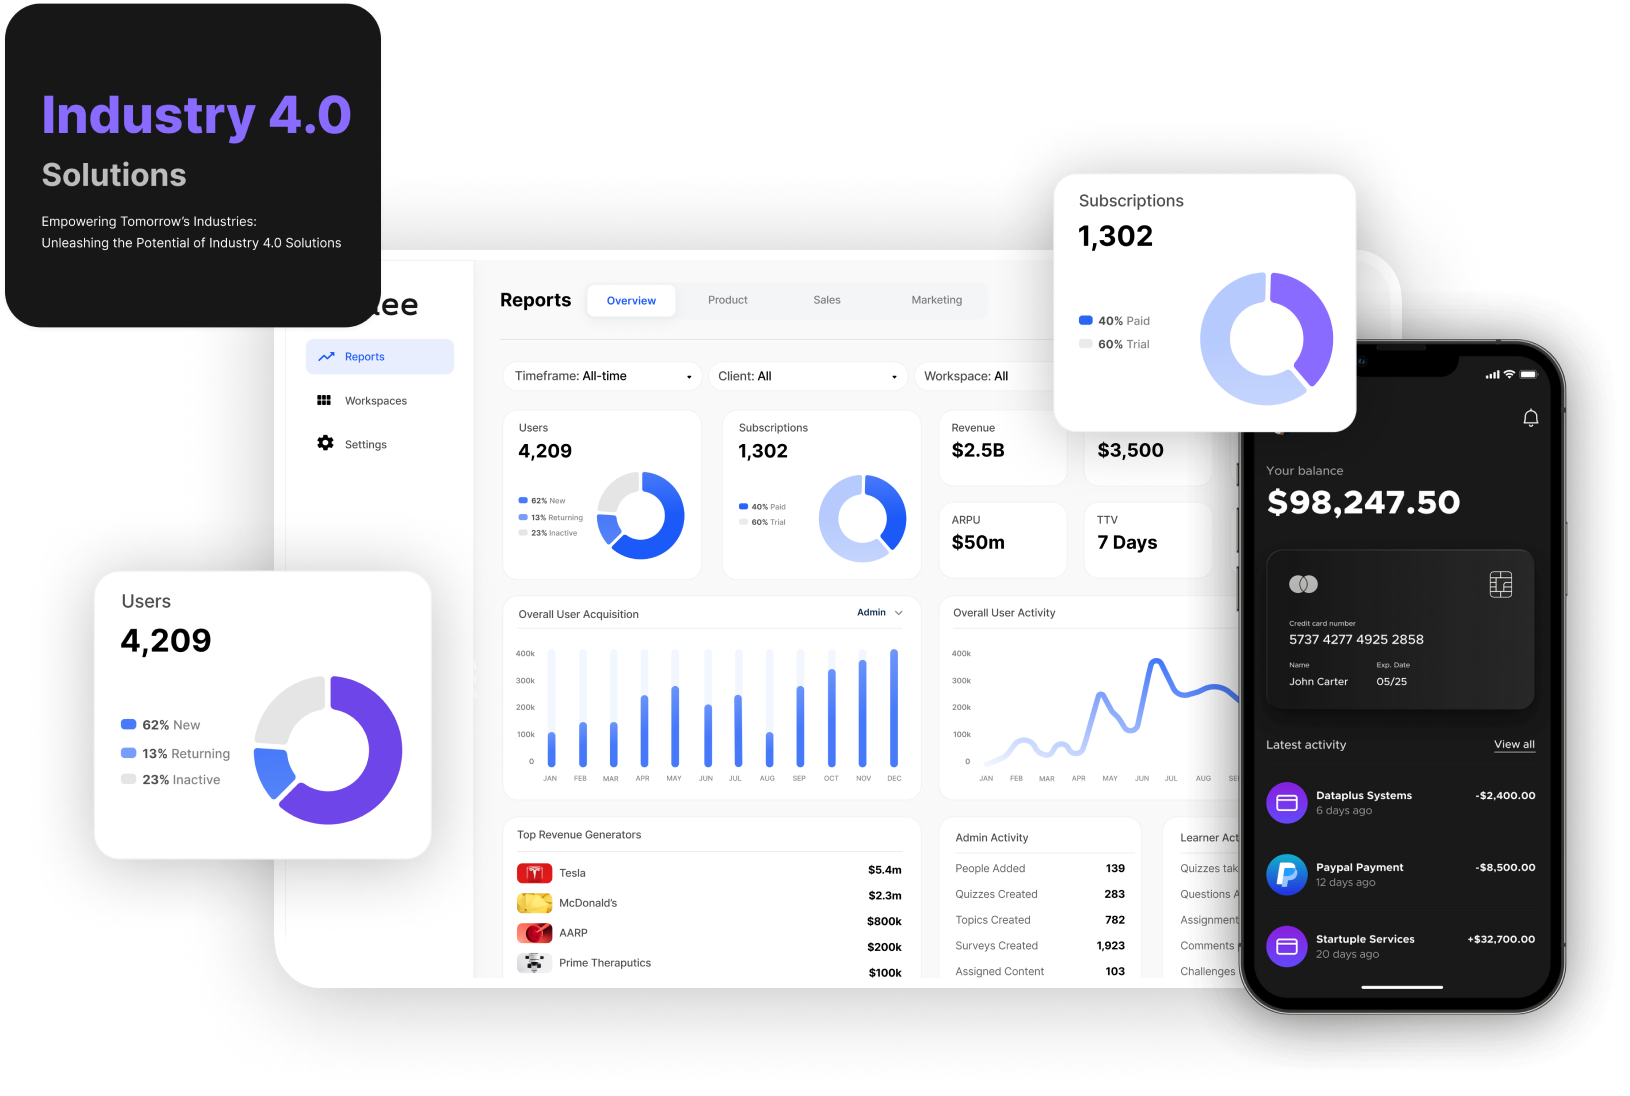 Industry 4.0
Solutions
Empowering Tomorrow's Industries:
Unleashing the Potential of Industry 4.0 Solutions
Reports
Workspaces
Settings
Reports
Overview
Product
Sales
Marketing
Timeframe: All-time
Client: All
Workspace: All
Users
4,209
62% New
13% Returning
23% Inactive
Subscriptions
1,302
40% Paid
60% Trial
Revenue
$2.5B
$3,500
ARPU
$50m
TTV
7 Days
Subscriptions
1,302
40% Paid
60% Trial
Users
4,209
62% New
13% Returning
23% Inactive
Overall User Acquisition
Admin
400k
300k
200k
100k
0
JAN FEB MAR APR MAY JUN JUL AUG SEP OCT NOV DEC
Overall User Activity
400k
300k
200k
100k
0
JAN FEB MAR APR MAY JUN JUL AUG
Top Revenue Generators
Tesla $5.4m
McDonald's $2.3m
AARP $800k
$200k
Prime Theraputics $100k
Admin Activity
People Added 139
Quizzes Created 283
Topics Created 782
Surveys Created 1,923
Assigned Content 103
Learner
Quizzes
Questions
Comments
Challenges
Your balance
$98,247.50
Credit card number
5737 4277 4925 2858
Name Exp. Date
John Carter 05/25
Latest activity View all
Dataplus Systems -$2,400.00
6 days ago
Paypal Payment -$8,500.00
12 days ago
Startuple Services +$32,700.00
20 days ago